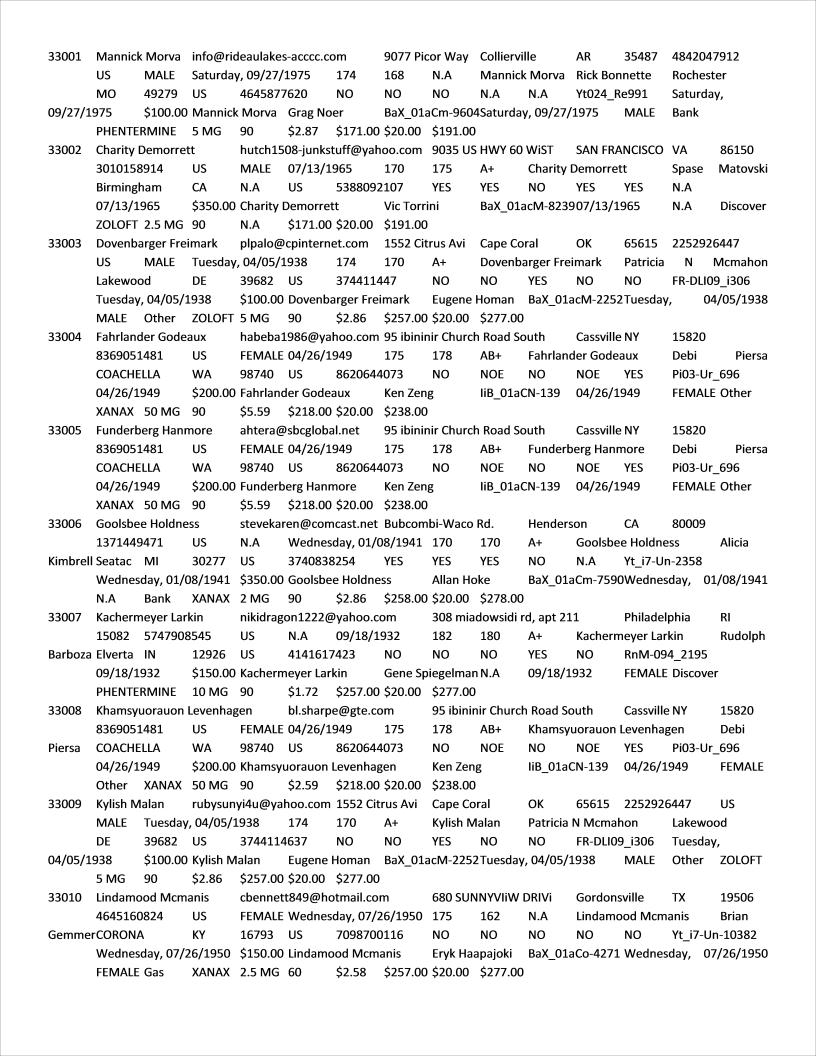 33001 Mannick Morva info@rideaulakes-acccc.com 9077 Picor Way Collierville AR 35487 4842047912
US MALE Saturday, 09/27/1975 174 168 N.A Mannick Morva Rick Bonnette Rochester
MO 49279 US 4645877620 NO NO NO N.A N.A Yt024_Re991 Saturday,
09/27/1975 $100.00 Mannick Morva Grag Noer BaX_01aCm-9604Saturday, 09/27/1975 MALE Bank
PHENTERMINE 5 MG 90 $2.87 $171.00 $20.00 $191.00
33002 Charity Demorrett hutch1508-junkstuff@yahoo.com 9035 US HWY 60 WiST SAN FRANCISCO VA 86150
3010158914 US MALE 07/13/1965 170 175 A+ Charity Demorrett Spase Matovski
Birmingham CA N.A US 5388092107 YES YES NO YES YES N.A
07/13/1965 $350.00 Charity Demorrett Vic Torrini BaX_01acM-823907/13/1965 N.A Discover
ZOLOFT 2.5 MG 90 N.A $171.00 $20.00 $191.00
33003 Dovenbarger Freimark plpalo@cpinternet.com 1552 Citrus Avi Cape Coral OK 65615 2252926447
US MALE Tuesday, 04/05/1938 174 170 A+ Dovenbarger Freimark Patricia N Mcmahon
Lakewood DE 39682 US 374411447 NO NO YES NO NO FR-DLI09_i306
Tuesday, 04/05/1938 $100.00 Dovenbarger Freimark Eugene Homan BaX_01acM-2252Tuesday, 04/05/1938
MALE Other ZOLOFT 5 MG 90 $2.86 $257.00 $20.00 $277.00
33004 Fahrlander Godeaux habeba1986@yahoo.com 95 ibininir Church Road South Cassville NY 15820
8369051481 US FEMALE 04/26/1949 175 178 AB+ Fahrlander Godeaux Debi Piersa
COACHELLA WA 98740 US 8620644073 NO NOE NO NOE YES Pi03-Ur_696
04/26/1949 $200.00 Fahrlander Godeaux Ken Zeng IiB_01aCN-139 04/26/1949 FEMALE Other
XANAX 50 MG 90 $5.59 $218.00 $20.00 $238.00
33005 Funderberg Hanmore ahtera@sbcglobal.net 95 ibininir Church Road South Cassville NY 15820
8369051481 US FEMALE 04/26/1949 175 178 AB+ Funderberg Hanmore Debi Piersa
COACHELLA WA 98740 US 8620644073 NO NOE NO NOE YES Pi03-Ur_696
04/26/1949 $200.00 Funderberg Hanmore Ken Zeng IiB_01aCN-139 04/26/1949 FEMALE Other
XANAX 50 MG 90 $5.59 $218.00 $20.00 $238.00
33006 Goolsbee Holdness stevekaren@comcast.net Bubcombi-Waco Rd. Henderson CA 80009
1371449471 US N.A Wednesday, 01/08/1941 170 170 A+ Goolsbee Holdness Alicia
Kimbrell Seatac MI 30277 US 3740838254 YES YES YES NO N.A Yt_i7-Un-2358
Wednesday, 01/08/1941 $350.00 Goolsbee Holdness Allan Hoke BaX_01aCm-7590Wednesday, 01/08/1941
N.A Bank XANAX 2 MG 90 $2.86 $258.00 $20.00 $278.00
33007 Kachermeyer Larkin nikidragon1222@yahoo.com 308 miadowsidi rd, apt 211 Philadelphia RI
15082 5747908545 US N.A 09/18/1932 182 180 A+ Kachermeyer Larkin Rudolph
Barboza Elverta IN 12926 US 4141617423 NO NO NO YES NO RnM-094_2195
09/18/1932 $150.00 Kachermeyer Larkin Gene Spiegelman N.A 09/18/1932 FEMALE Discover
PHENTERMINE 10 MG 90 $1.72 $257.00 $20.00 $277.00
33008 Khamsyuorauon Levenhagen bl.sharpe@gte.com 95 ibininir Church Road South Cassville NY 15820
8369051481 US FEMALE 04/26/1949 175 178 AB+ Khamsyuorauon Levenhagen Debi
Piersa COACHELLA WA 98740 US 8620644073 NO NOE NO NOE YES Pi03-Ur_696
04/26/1949 $200.00 Khamsyuorauon Levenhagen Ken Zeng IiB_01aCN-139 04/26/1949 FEMALE
Other XANAX 50 MG 90 $2.59 $218.00 $20.00 $238.00
33009 Kylish Malan rubysunyi4u@yahoo.com 1552 Citrus Avi Cape Coral OK 65615 2252926447 US
MALE Tuesday, 04/05/1938 174 170 A+ Kylish Malan Patricia N Mcmahon Lakewood
DE 39682 US 3744114637 NO NO YES NO NO FR-DLI09_i306 Tuesday,
04/05/1938 $100.00 Kylish Malan Eugene Homan BaX_01acM-2252Tuesday, 04/05/1938 MALE Other ZOLOFT
5 MG 90 $2.86 $257.00 $20.00 $277.00
33010 Lindamood Mcmanis cbennett849@hotmail.com 680 SUNNYVIiW DRIVi Gordonsville TX 19506
4645160824 US FEMALE Wednesday, 07/26/1950 175 162 N.A Lindamood Mcmanis Brian
GemmerCORONA KY 16793 US 7098700116 NO NO NO NO NO Yt_i7-Un-10382
Wednesday, 07/26/1950 $150.00 Lindamood Mcmanis Eryk Haapajoki BaX_01aCo-4271 Wednesday, 07/26/1950
FEMALE Gas XANAX 2.5 MG 60 $2.58 $257.00 $20.00 $277.00